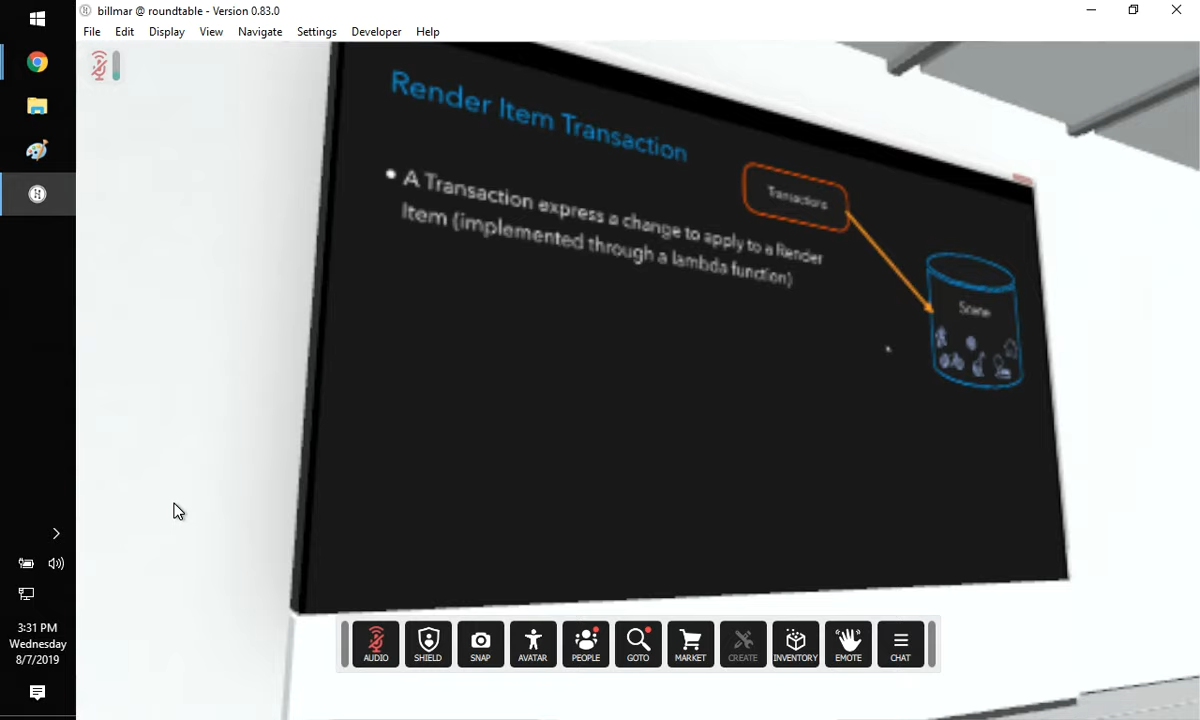 billmar @ roundtable - Version 0.83.0
File Edit Display View Navigate Settings Developer Help
Render Item Transaction
• A Transaction express a change to apply to a Render
Item (implemented through a lambda function)
Transactions
Scene
3:31 PM
Wednesday
8/7/2019
AUDIO SHIELD SNAP AVATAR PEOPLE GOTO MARKET CREATE INVENTORY EMOTE CHAT